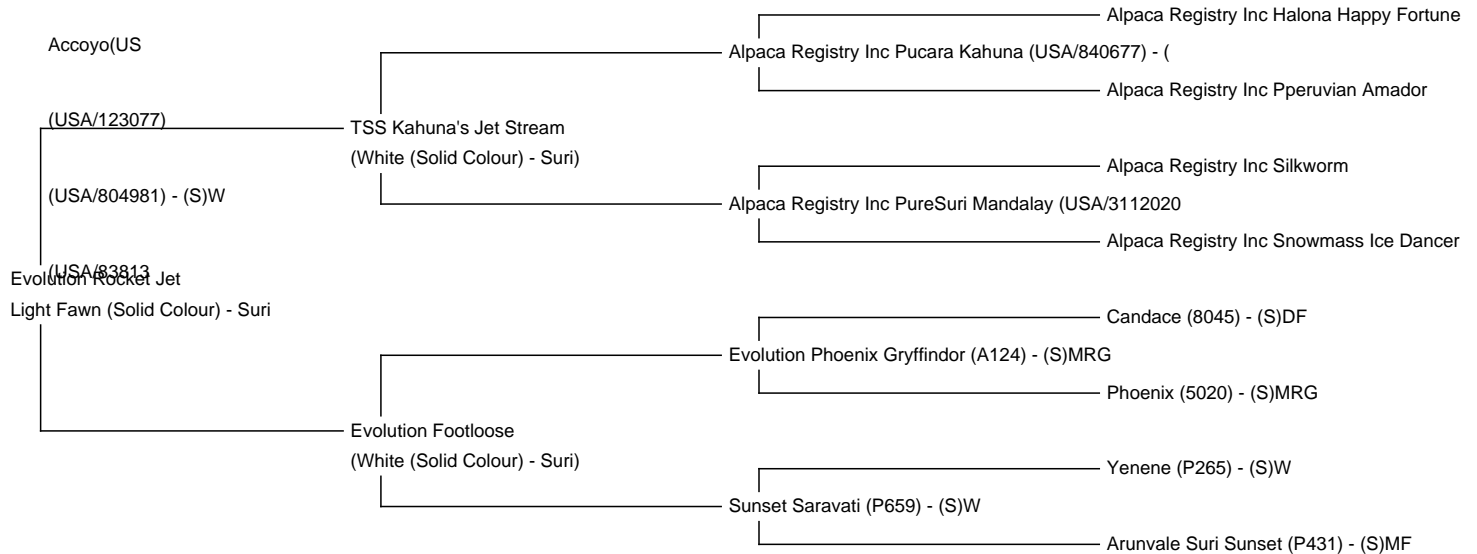 Alpaca Registry Inc Halona Happy Fortune
Accoyo(US
Alpaca Registry Inc Pucara Kahuna (USA/840677) - (
Alpaca Registry Inc Pperuvian Amador
(USA/123077)
TSS Kahuna's Jet Stream
(White (Solid Colour) - Suri)
Alpaca Registry Inc Silkworm
(USA/804981) - (S)W
Alpaca Registry Inc PureSuri Mandalay (USA/3112020
Alpaca Registry Inc Snowmass Ice Dancer
(USA/83813
Evolution Rocket Jet
Light Fawn (Solid Colour) - Suri
Candace (8045) - (S)DF
Evolution Phoenix Gryffindor (A124) - (S)MRG
Phoenix (5020) - (S)MRG
Evolution Footloose
(White (Solid Colour) - Suri)
Yenene (P265) - (S)W
Sunset Saravati (P659) - (S)W
Arunvale Suri Sunset (P431) - (S)MF